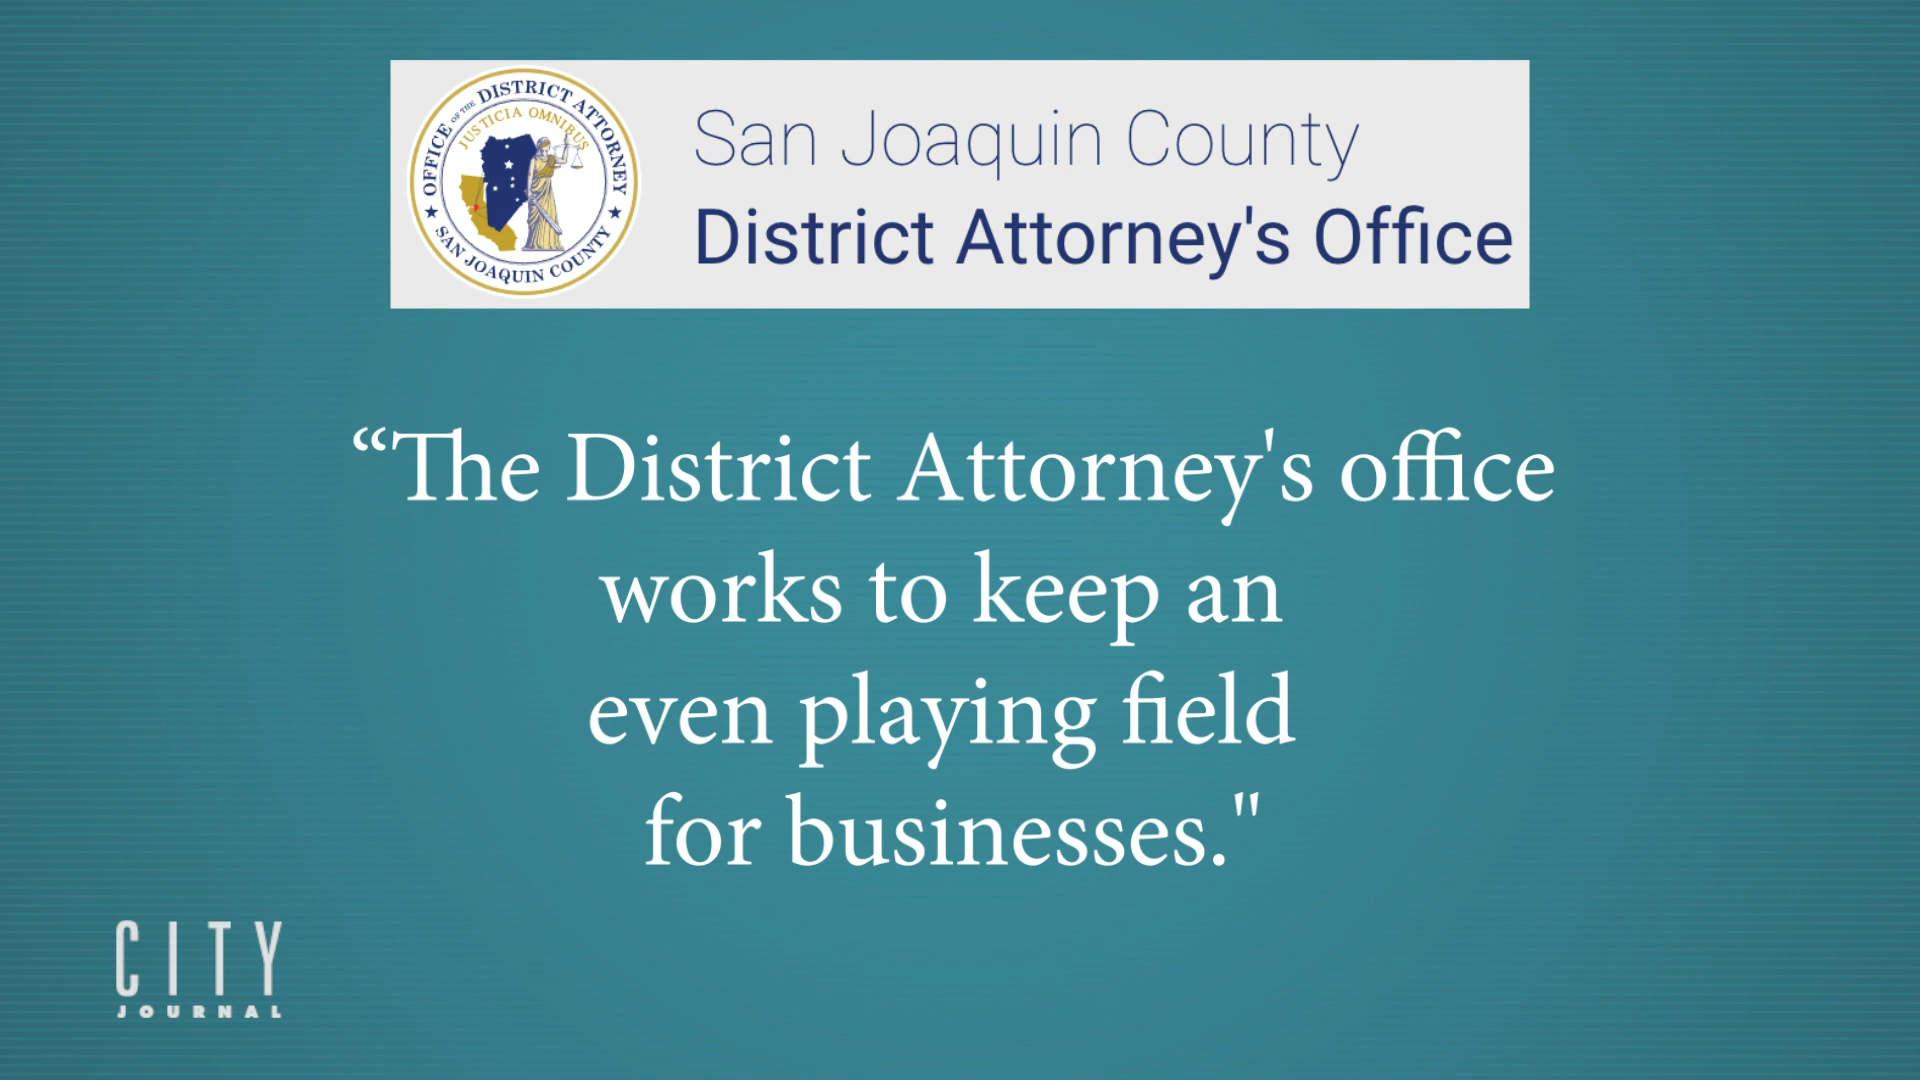 OFFICE OF THE DISTRICT ATTORNEY
JUSTICIA OMNIBUS
★ SAN JOAQUIN COUNTY ★
San Joaquin County
District Attorney's Office
“The District Attorney's office
works to keep an
even playing field
for businesses."
CITY
JOURNAL